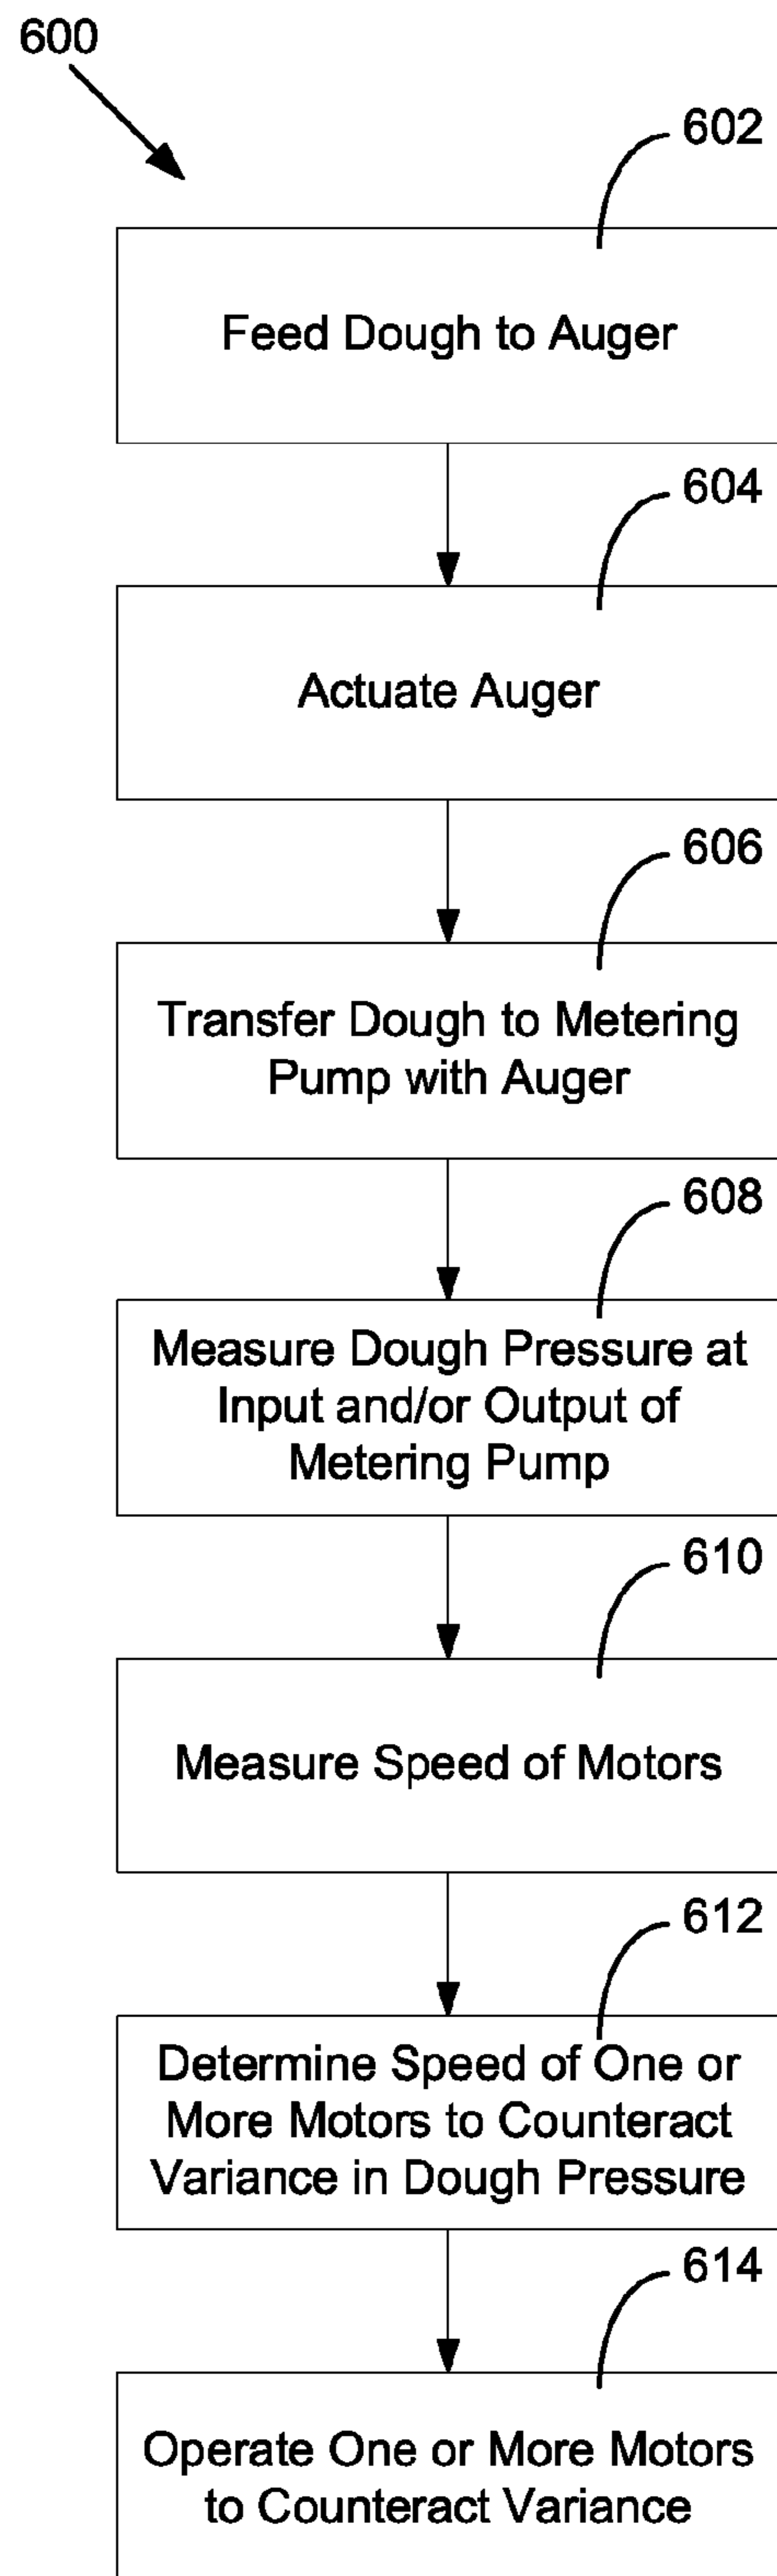 600
602
Feed Dough to Auger
604
Actuate Auger
606
Transfer Dough to Metering
Pump with Auger
608
Measure Dough Pressure at
Input and/or Output of
Metering Pump
610
Measure Speed of Motors
612
Determine Speed of One or
More Motors to Counteract
Variance in Dough Pressure
614
Operate One or More Motors
to Counteract Variance